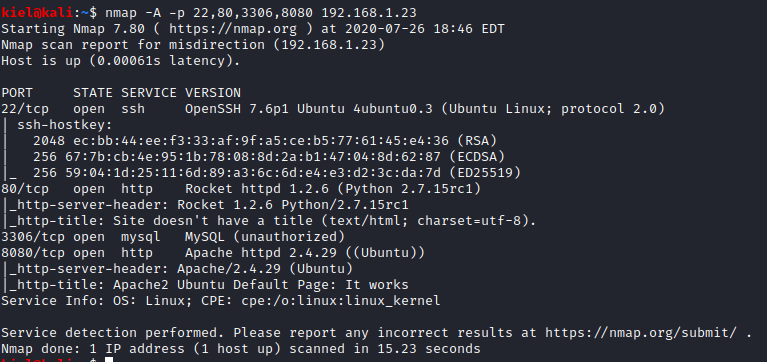 kiel@kali:~$ nmap -A -p 22,80,3306,8080 192.168.1.23
Starting Nmap 7.80 ( https://nmap.org ) at 2020-07-26 18:46 EDT
Nmap scan report for misdirection (192.168.1.23)
Host is up (0.00061s latency).
PORT     STATE SERVICE VERSION
22/tcp   open  ssh     OpenSSH 7.6p1 Ubuntu 4ubuntu0.3 (Ubuntu Linux; protocol 2.0)
| ssh-hostkey:
|   2048 ec:bb:44:ee:f3:33:af:9f:a5:ce:b5:77:61:45:e4:36 (RSA)
|   256 67:7b:cb:4e:95:1b:78:08:8d:2a:b1:47:04:8d:62:87 (ECDSA)
|_  256 59:04:1d:25:11:6d:89:a3:6c:6d:e4:e3:d2:3c:da:7d (ED25519)
80/tcp   open  http    Rocket httpd 1.2.6 (Python 2.7.15rc1)
|_http-server-header: Rocket 1.2.6 Python/2.7.15rc1
|_http-title: Site doesn't have a title (text/html; charset=utf-8).
3306/tcp open  mysql   MySQL (unauthorized)
8080/tcp open  http    Apache httpd 2.4.29 ((Ubuntu))
|_http-server-header: Apache/2.4.29 (Ubuntu)
|_http-title: Apache2 Ubuntu Default Page: It works
Service Info: OS: Linux; CPE: cpe:/o:linux:linux_kernel
Service detection performed. Please report any incorrect results at https://nmap.org/submit/ .
Nmap done: 1 IP address (1 host up) scanned in 15.23 seconds
kiel@kali:~$